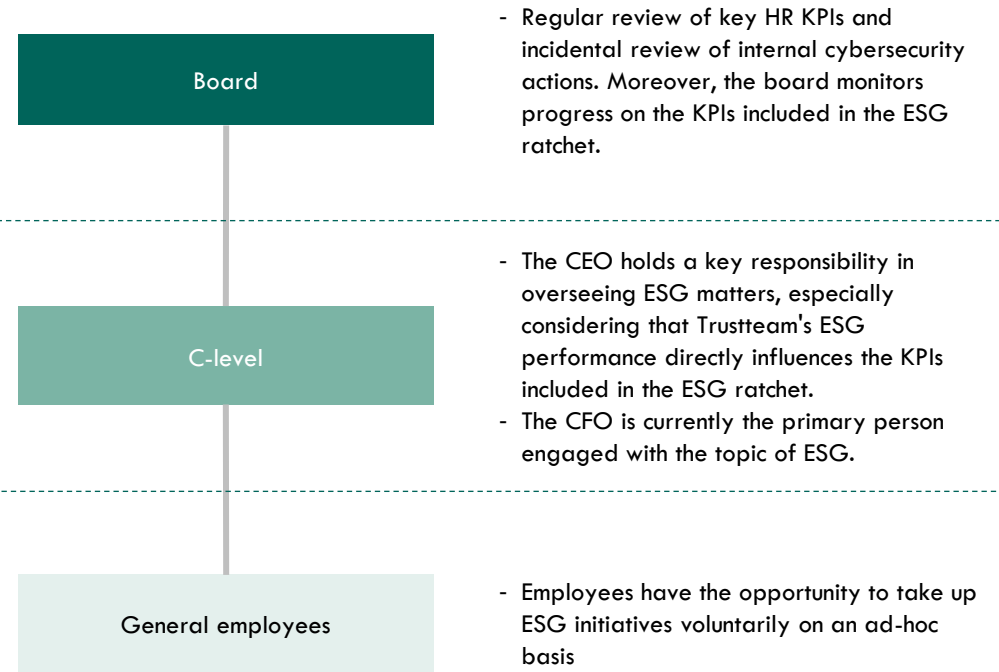 Board
- Regular review of key HR KPIs and
incidental review of internal cybersecurity
actions. Moreover, the board monitors
progress on the KPIs included in the ESG
ratchet.
C-level
- The CEO holds a key responsibility in
overseeing ESG matters, especially
considering that Trustteam's ESG
performance directly influences the KPIs
included in the ESG ratchet.
- The CFO is currently the primary person
engaged with the topic of ESG.
General employees
- Employees have the opportunity to take up
ESG initiatives voluntarily on an ad-hoc
basis